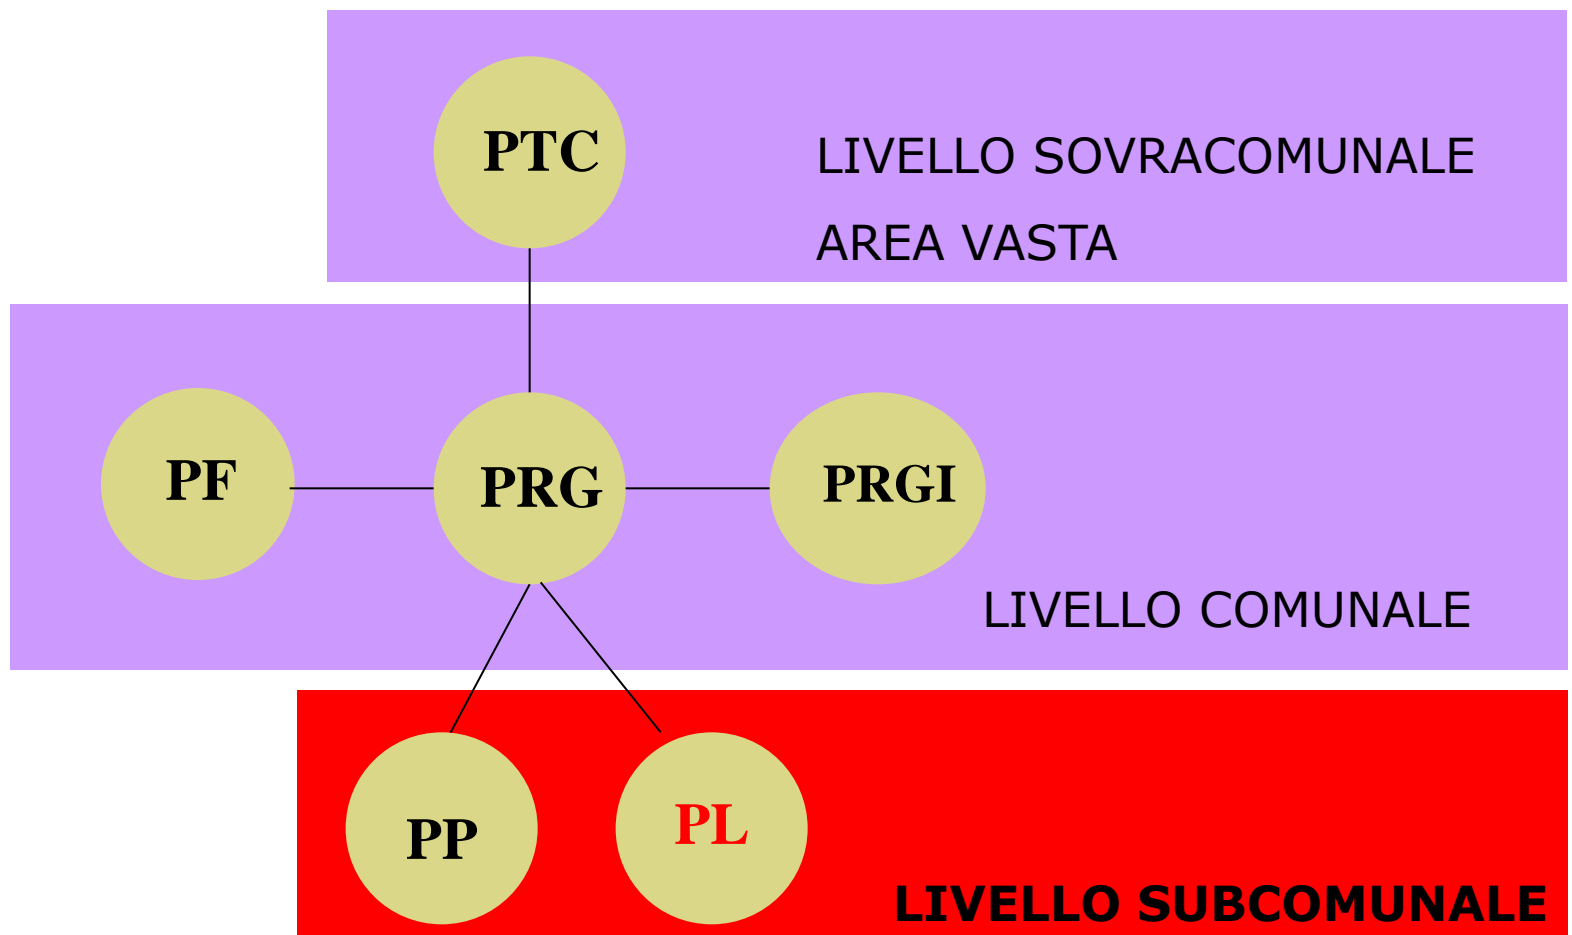 PTC
LIVELLO SOVRACOMUNALE
AREA VASTA
PF
PRG
PRGI
LIVELLO COMUNALE
PP
PL
LIVELLO SUBCOMUNALE